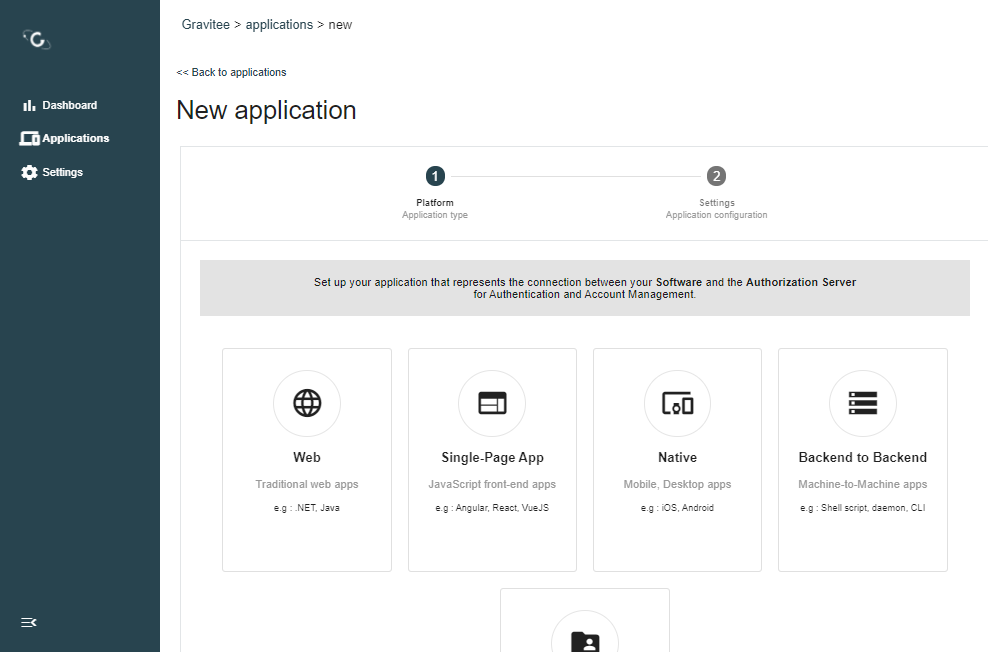 Gravitee > applications > new
<< Back to applications
Dashboard
Applications
Settings
New application
1
2
Platform
Settings
Application type
Application configuration
Set up your application that represents the connection between your Software and the Authorization Server
for Authentication and Account Management.
Web
Traditional web apps
e.g : .NET, Java
Single-Page App
JavaScript front-end apps
e.g : Angular, React, VueJS
Native
Mobile, Desktop apps
e.g : iOS, Android
Backend to Backend
Machine-to-Machine apps
e.g : Shell script, daemon, CLI